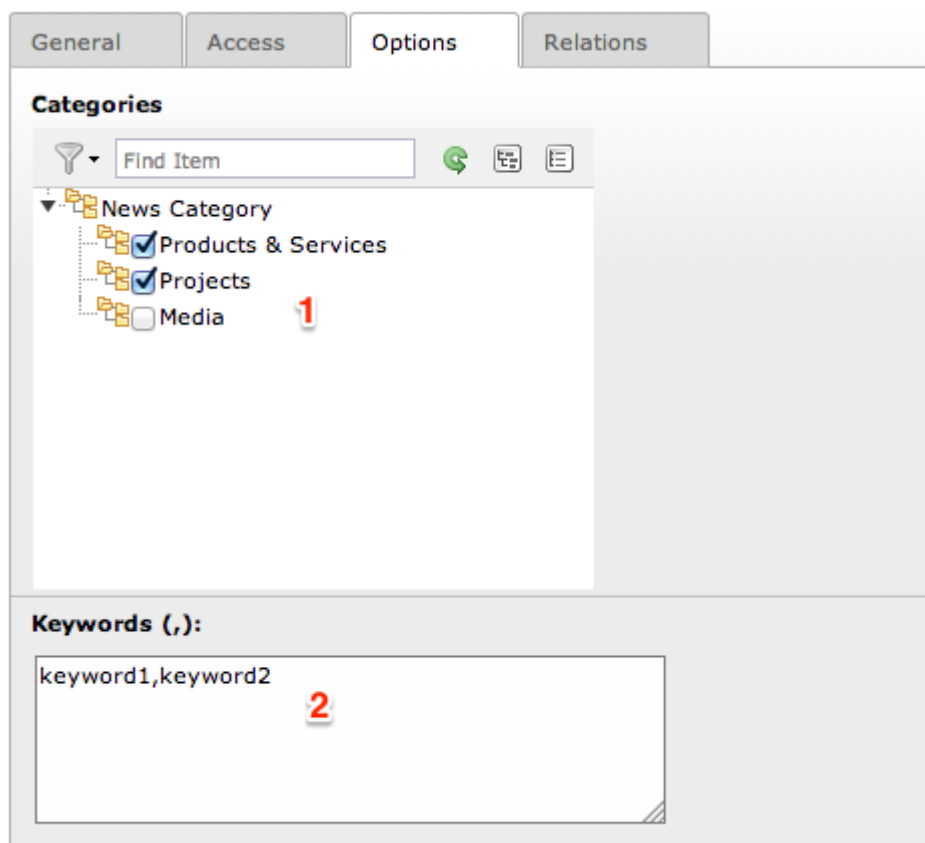 General Access Options Relations
Categories
Find Item
News Category
Products & Services
Projects
Media
1
Keywords (,):
keyword1,keyword2
2